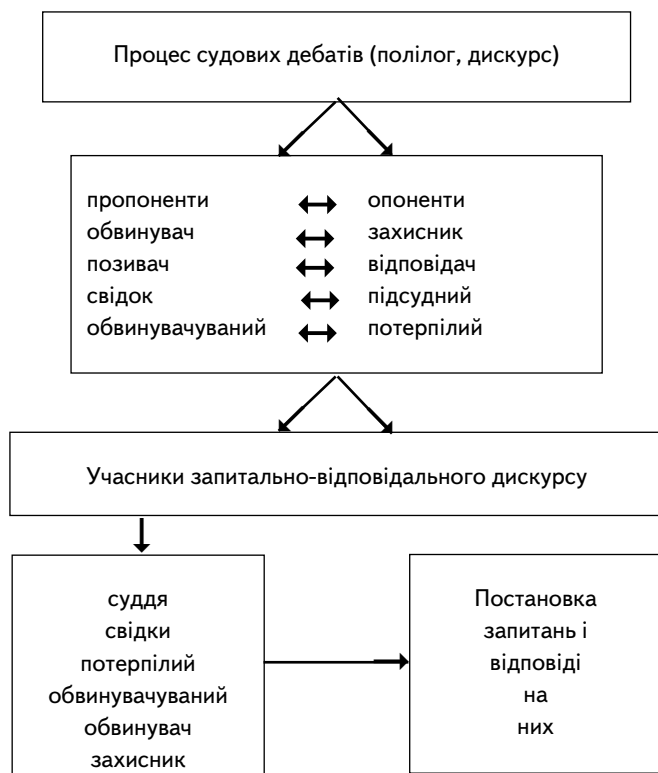 Процес судових дебатів (полілог, дискурс)
пропоненти опоненти
обвинувач захисник
позивач відповідач
свідок підсудний
обвинувачуваний потерпілий
Учасники запитально-відповідального дискурсу
суддя
свідки
потерпілий
обвинувачуваний
обвинувач
захисник
Постановка
запитань і
відповіді
на
них